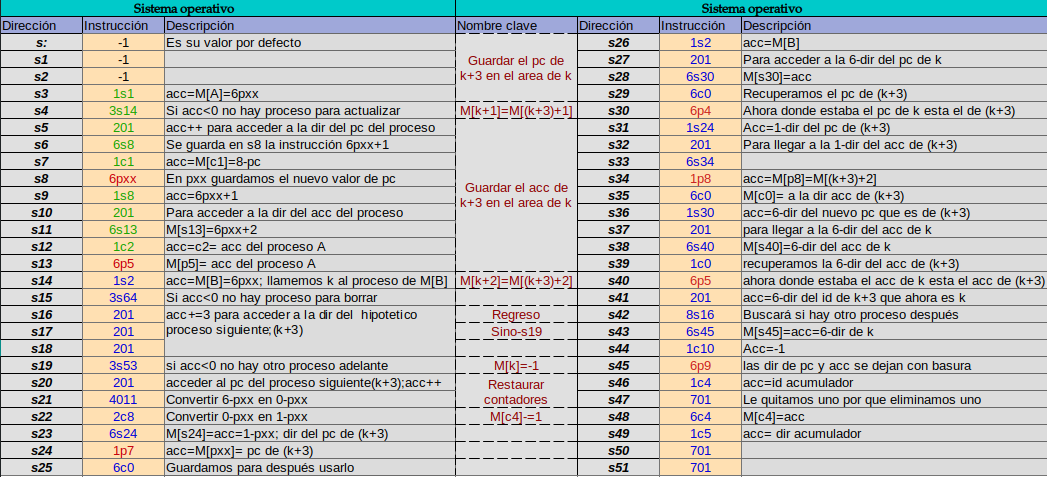 Sistema operativo Sistema operativo
Dirección Instrucción Descripción Nombre clave Dirección Instrucción Descripción
s: -1 Es su valor por defecto s26 1s2 acc=M[B]
s1 -1 Guardar el pc de s27 201 Para acceder a la 6-dir del pc de k
s2 -1 k+3 en el area de k s28 6s30 M[s30]=acc
s3 1s1 acc=M[A]=6pxx s29 6c0 Recuperamos el pc de (k+3)
s4 3s14 Si acc<0 no hay proceso para actualizar M[k+1]=M[(k+3)+1] s30 6p4 Ahora donde estaba el pc de k esta el de (k+3)
s5 201 acc++ para acceder a la dir del pc del proceso s31 1s24 Acc=1-dir del pc de (k+3)
s6 6s8 Se guarda en s8 la instrucción 6pxx+1 s32 201 Para llegar a la 1-dir del acc de (k+3)
s7 1c1 acc=M[c1]=8-pc s33 6s34
s8 6pxx En pxx guardamos el nuevo valor de pc Guardar el acc de s34 1p8 acc=M[p8]=M[(k+3)+2]
s9 1s8 acc=6pxx+1 k+3 en el area de k s35 6c0 M[c0]= a la dir acc de (k+3)
s10 201 Para acceder a la dir del acc del proceso s36 1s30 acc=6-dir del nuevo pc que es de (k+3)
s11 6s13 M[s13]=6pxx+2 s37 201 para llegar a la 6-dir del acc de k
s12 1c2 acc=c2= acc del proceso A s38 6s40 M[s40]=6-dir del acc de k
s13 6p5 M[p5]= acc del proceso A s39 1c0 recuperamos la 6-dir del acc de (k+3)
s14 1s2 acc=M[B]=6pxx; llamemos k al proceso de M[B] M[k+2]=M[(k+3)+2] s40 6p5 ahora donde estaba el acc de k esta el acc de (k+3)
s15 3s64 Si acc<0 no hay proceso para borrar s41 201 acc=6-dir del id de k+3 que ahora es k
s16 201 acc+=3 para acceder a la dir del hipotetico Regreso s42 8s16 Buscará si hay otro proceso después
s17 201 proceso siguiente;(k+3) Sino-s19 s43 6s45 M[s45]=acc=6-dir de k
s18 201 s44 1c10 Acc=-1
s19 3s53 si acc<0 no hay otro proceso adelante M[k]=-1 s45 6p9 las dir de pc y acc se dejan con basura
s20 201 acceder al pc del proceso siguiente(k+3);acc++ Restaurar s46 1c4 acc=id acumulador
s21 4011 Convertir 6-pxx en 0-pxx contadores s47 701 Le quitamos uno por que eliminamos uno
s22 2c8 Convertir 0-pxx en 1-pxx M[c4]-=1 s48 6c4 M[c4]=acc
s23 6s24 M[s24]=acc=1-pxx; dir del pc de (k+3) s49 1c5 acc= dir acumulador
s24 1p7 acc=M[pxx]= pc de (k+3) s50 701
s25 6c0 Guardamos para después usarlo s51 701